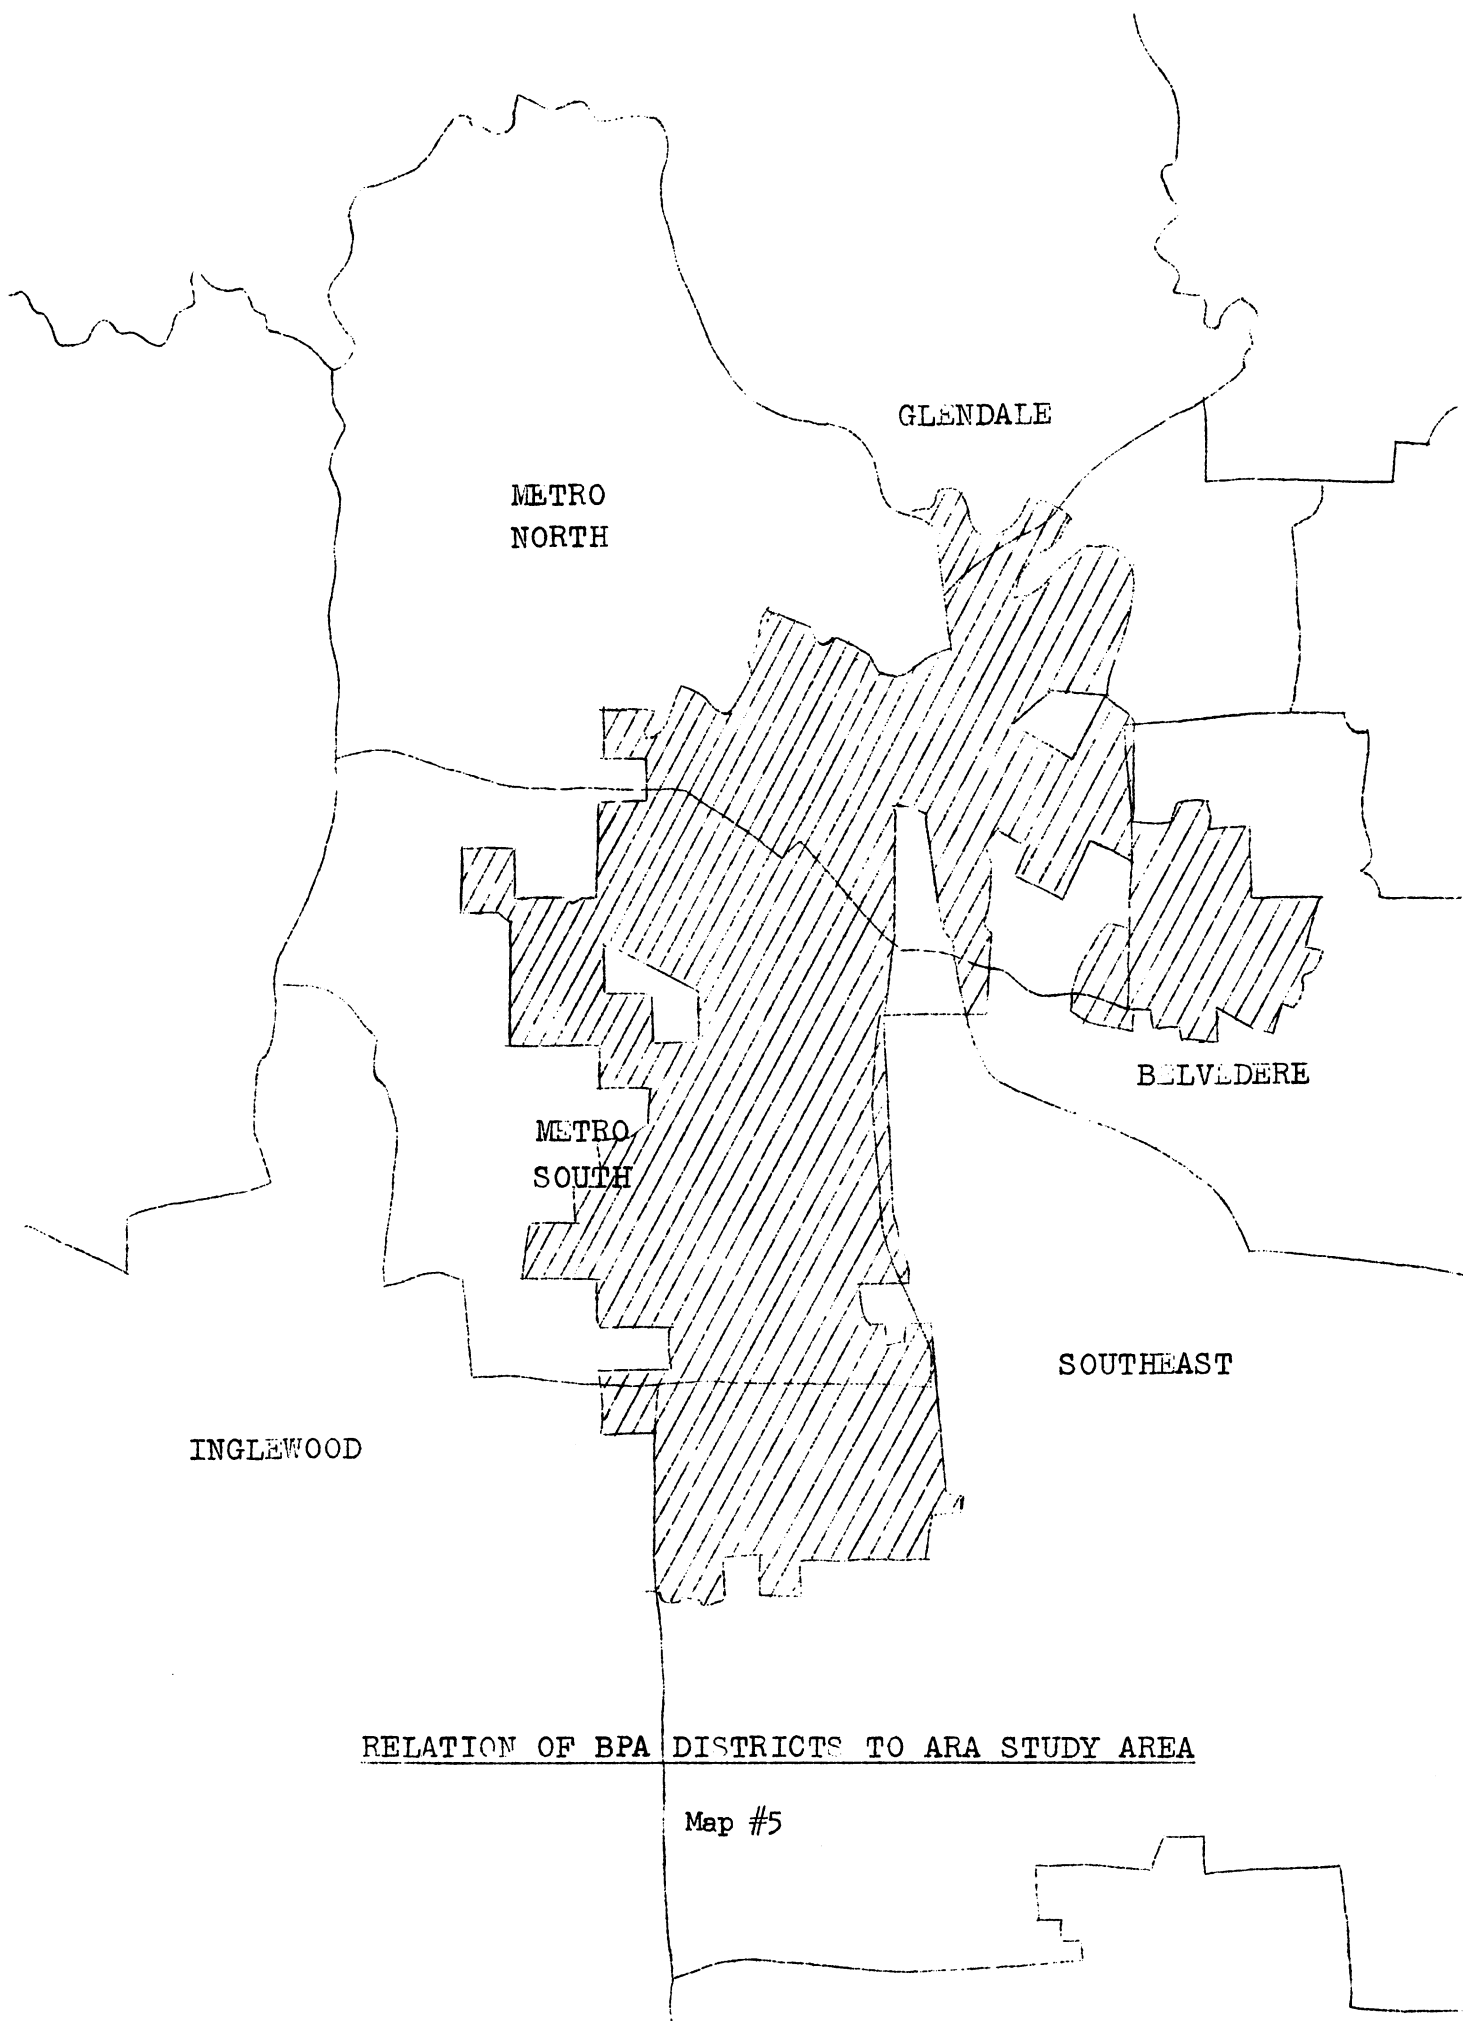 GLENDALE
METRO
NORTH
BELVEDERE
METRO
SOUTH
SOUTHEAST
INGLEWOOD
RELATION OF BPA DISTRICTS TO ARA STUDY AREA
Map #5